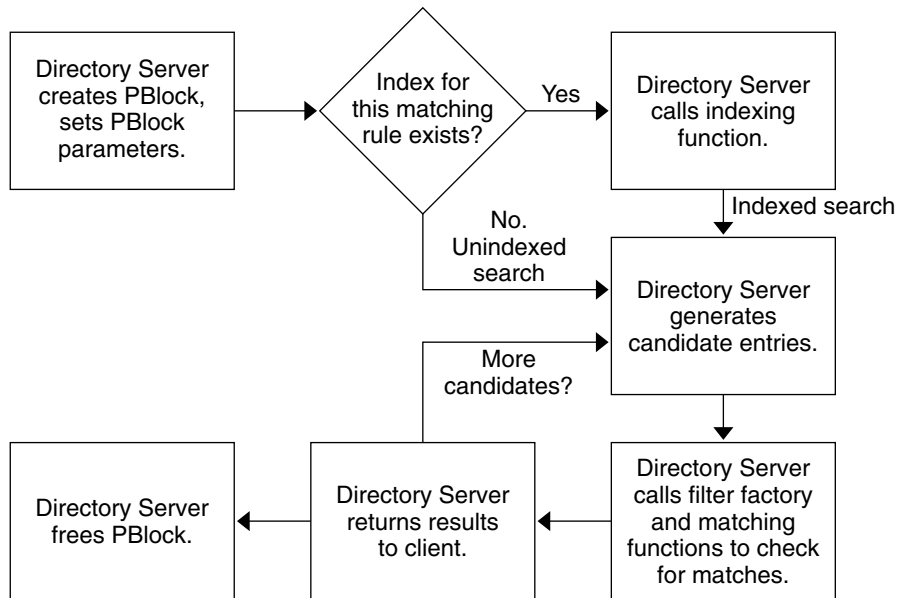 Directory Server
creates PBlock,
sets PBlock
parameters.
Index for
this matching
rule exists?
Yes
Directory Server
calls indexing
function.
Indexed search
No.
Unindexed
search
Directory Server
generates
candidate entries.
More
candidates?
Directory Server
calls filter factory
and matching
functions to check
for matches.
Directory Server
returns results
to client.
Directory Server
frees PBlock.